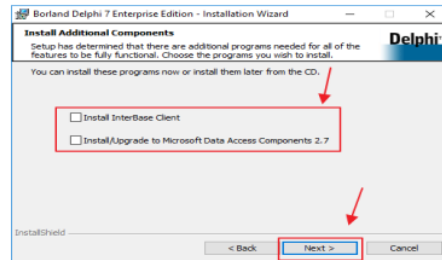 Borland Delphi 7 Enterprise Edition - Installation Wizard
Install Additional Components
Setup has determined that there are additional programs needed for all of the
features to be fully functional. Choose the programs you wish to install.
Delphi
You can install these programs now or install them later from the CD.
Install InterBase Client
Install/Upgrade to Microsoft Data Access Components 2.7
InstallShield
< Back
Next >
Cancel